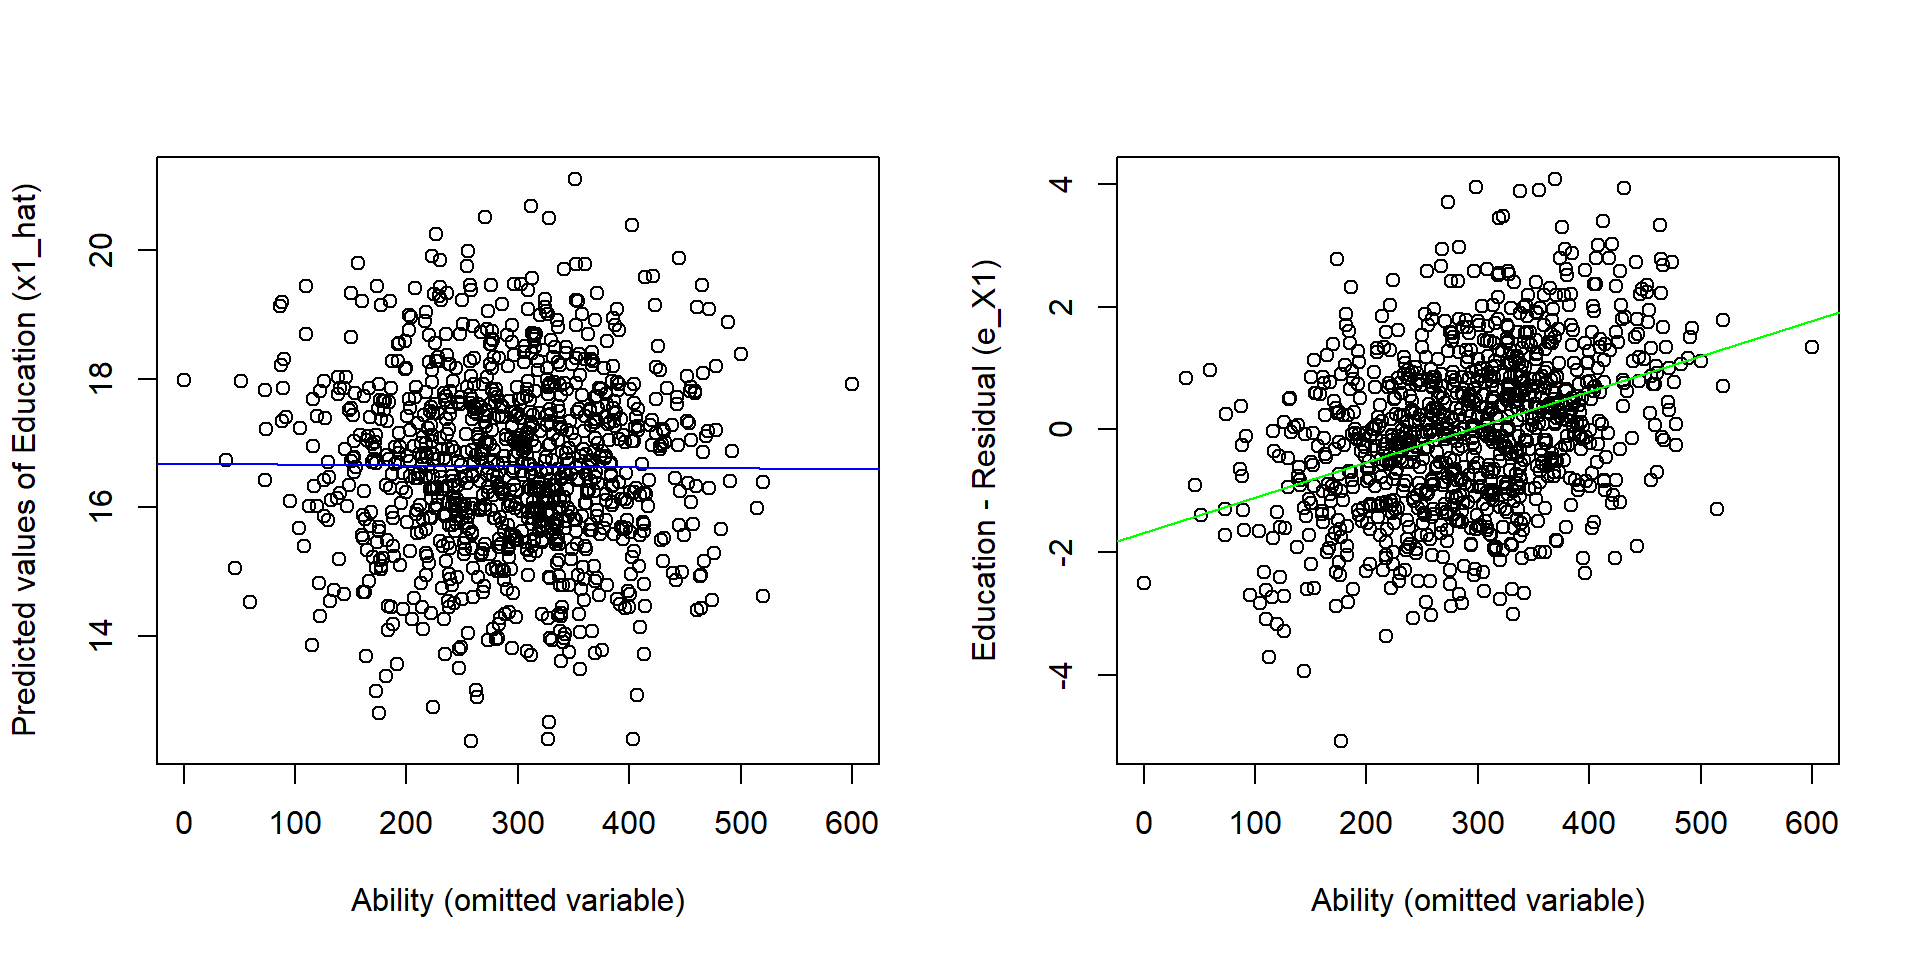 Predicted values of Education (x1_hat)
20
18
16
14
0 100 200 300 400 500 600
Ability (omitted variable)
Education - Residual (e_X1)
4
2
0
-2
-4
0 100 200 300 400 500 600
Ability (omitted variable)